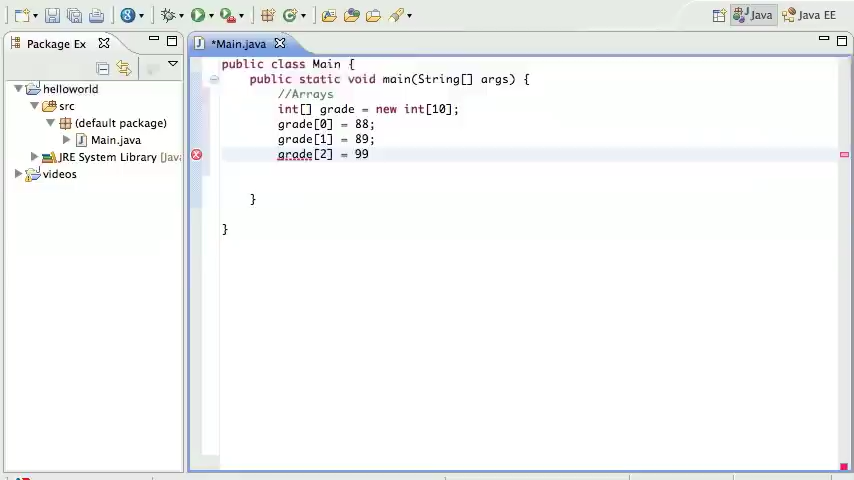 Java
Java EE
Package Ex
*Main.java
helloworld
src
(default package)
Main.java
JRE System Library [Java
videos
public class Main {
public static void main(String[] args) {
//Arrays
int[] grade = new int[10];
grade[0] = 88;
grade[1] = 89;
grade[2] = 99
}
}